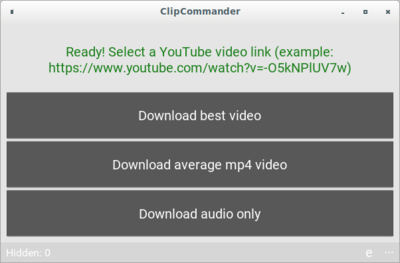 ClipCommander
Ready! Select a YouTube video link (example:
https://www.youtube.com/watch?v=-O5kNPlUV7w)
Download best video
Download average mp4 video
Download audio only
Hidden: 0 e ...